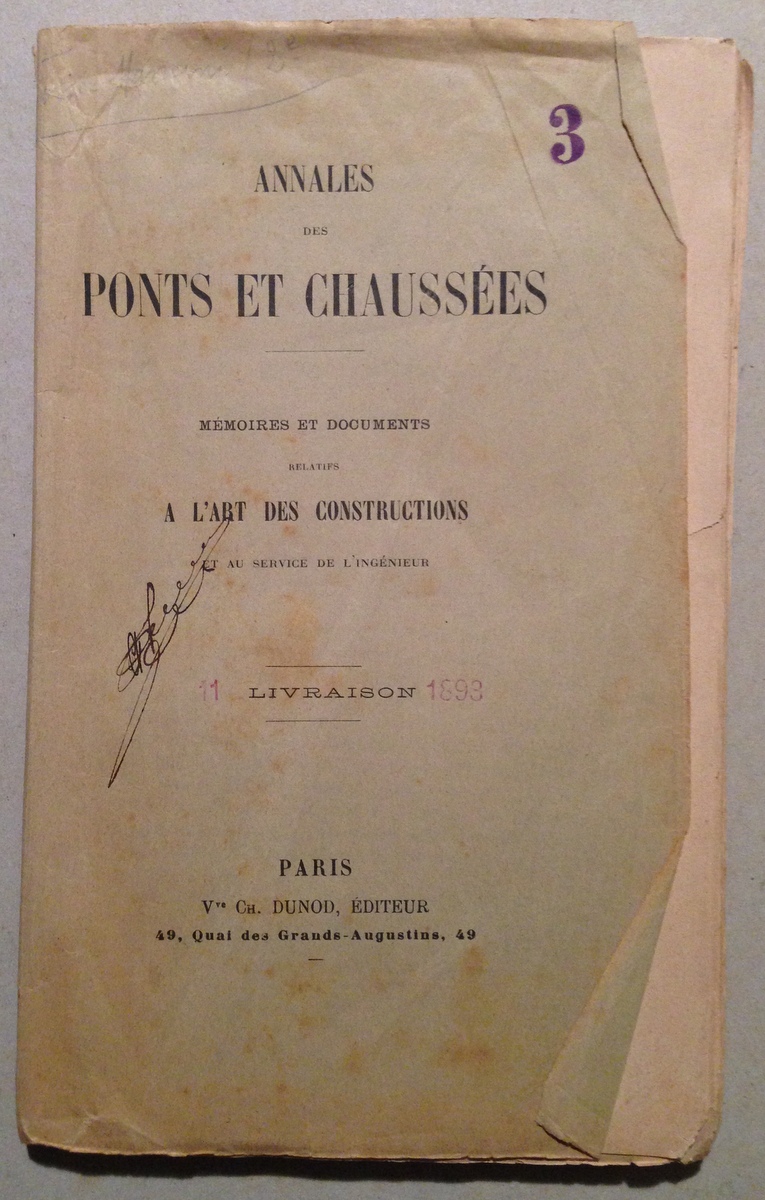 2e
3
ANNALES
DES
PONTS ET CHAUSSÉES
MÉMOIRES ET DOCUMENTS
RELATIFS
A L'ART DES CONSTRUCTIONS
ET AU SERVICE DE L'INGÉNIEUR
11 LIVRAISON 1893
PARIS
Vve CH. DUNOD, ÉDITEUR
49, Quai des Grands-Augustins, 49